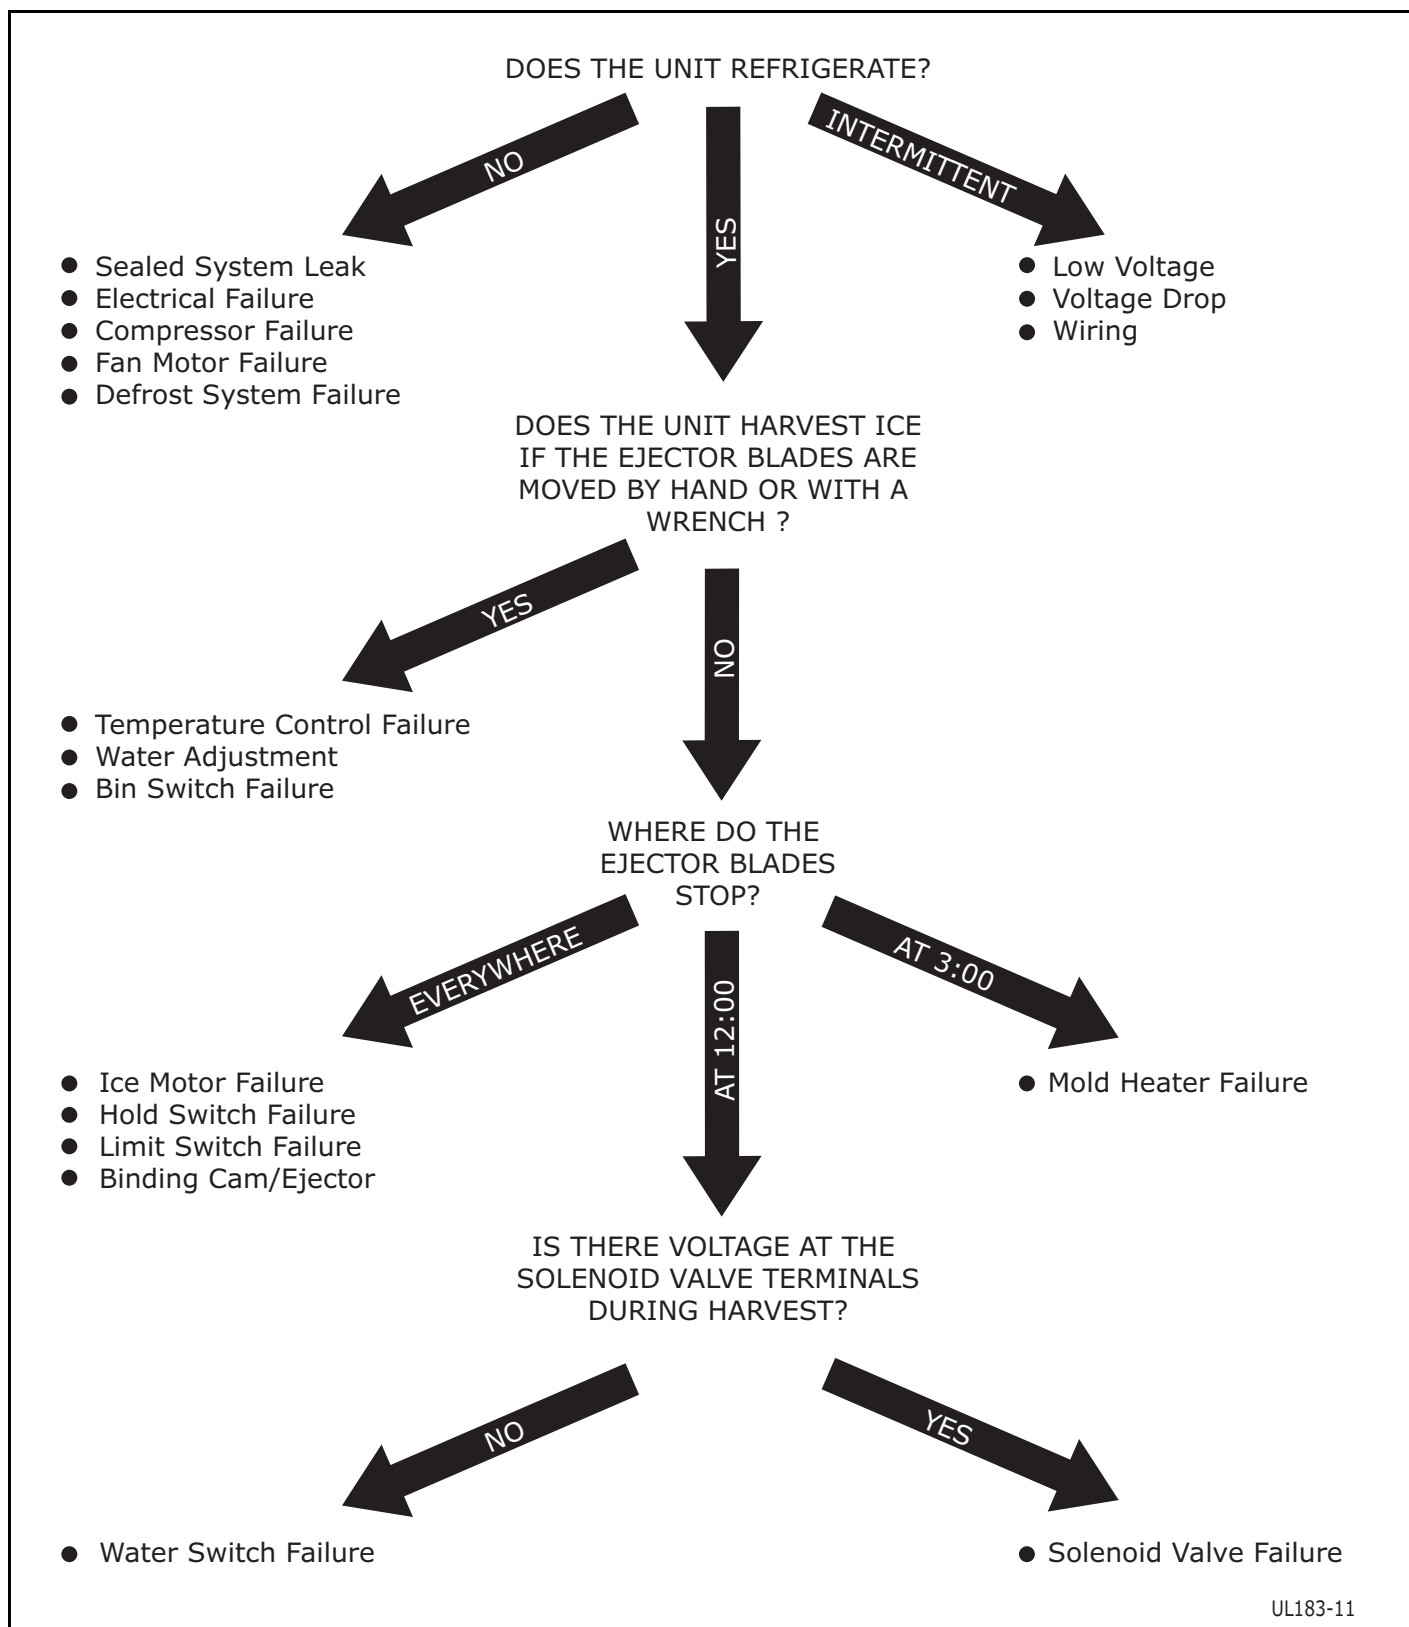 DOES THE UNIT REFRIGERATE?
NO
YES
INTERMITTENT
● Sealed System Leak
● Electrical Failure
● Compressor Failure
● Fan Motor Failure
● Defrost System Failure
● Low Voltage
● Voltage Drop
● Wiring
DOES THE UNIT HARVEST ICE
IF THE EJECTOR BLADES ARE
MOVED BY HAND OR WITH A
WRENCH ?
YES
NO
● Temperature Control Failure
● Water Adjustment
● Bin Switch Failure
WHERE DO THE
EJECTOR BLADES
STOP?
EVERYWHERE
AT 12:00
AT 3:00
● Ice Motor Failure
● Hold Switch Failure
● Limit Switch Failure
● Binding Cam/Ejector
● Mold Heater Failure
IS THERE VOLTAGE AT THE
SOLENOID VALVE TERMINALS
DURING HARVEST?
NO
YES
● Water Switch Failure
● Solenoid Valve Failure
UL183-11